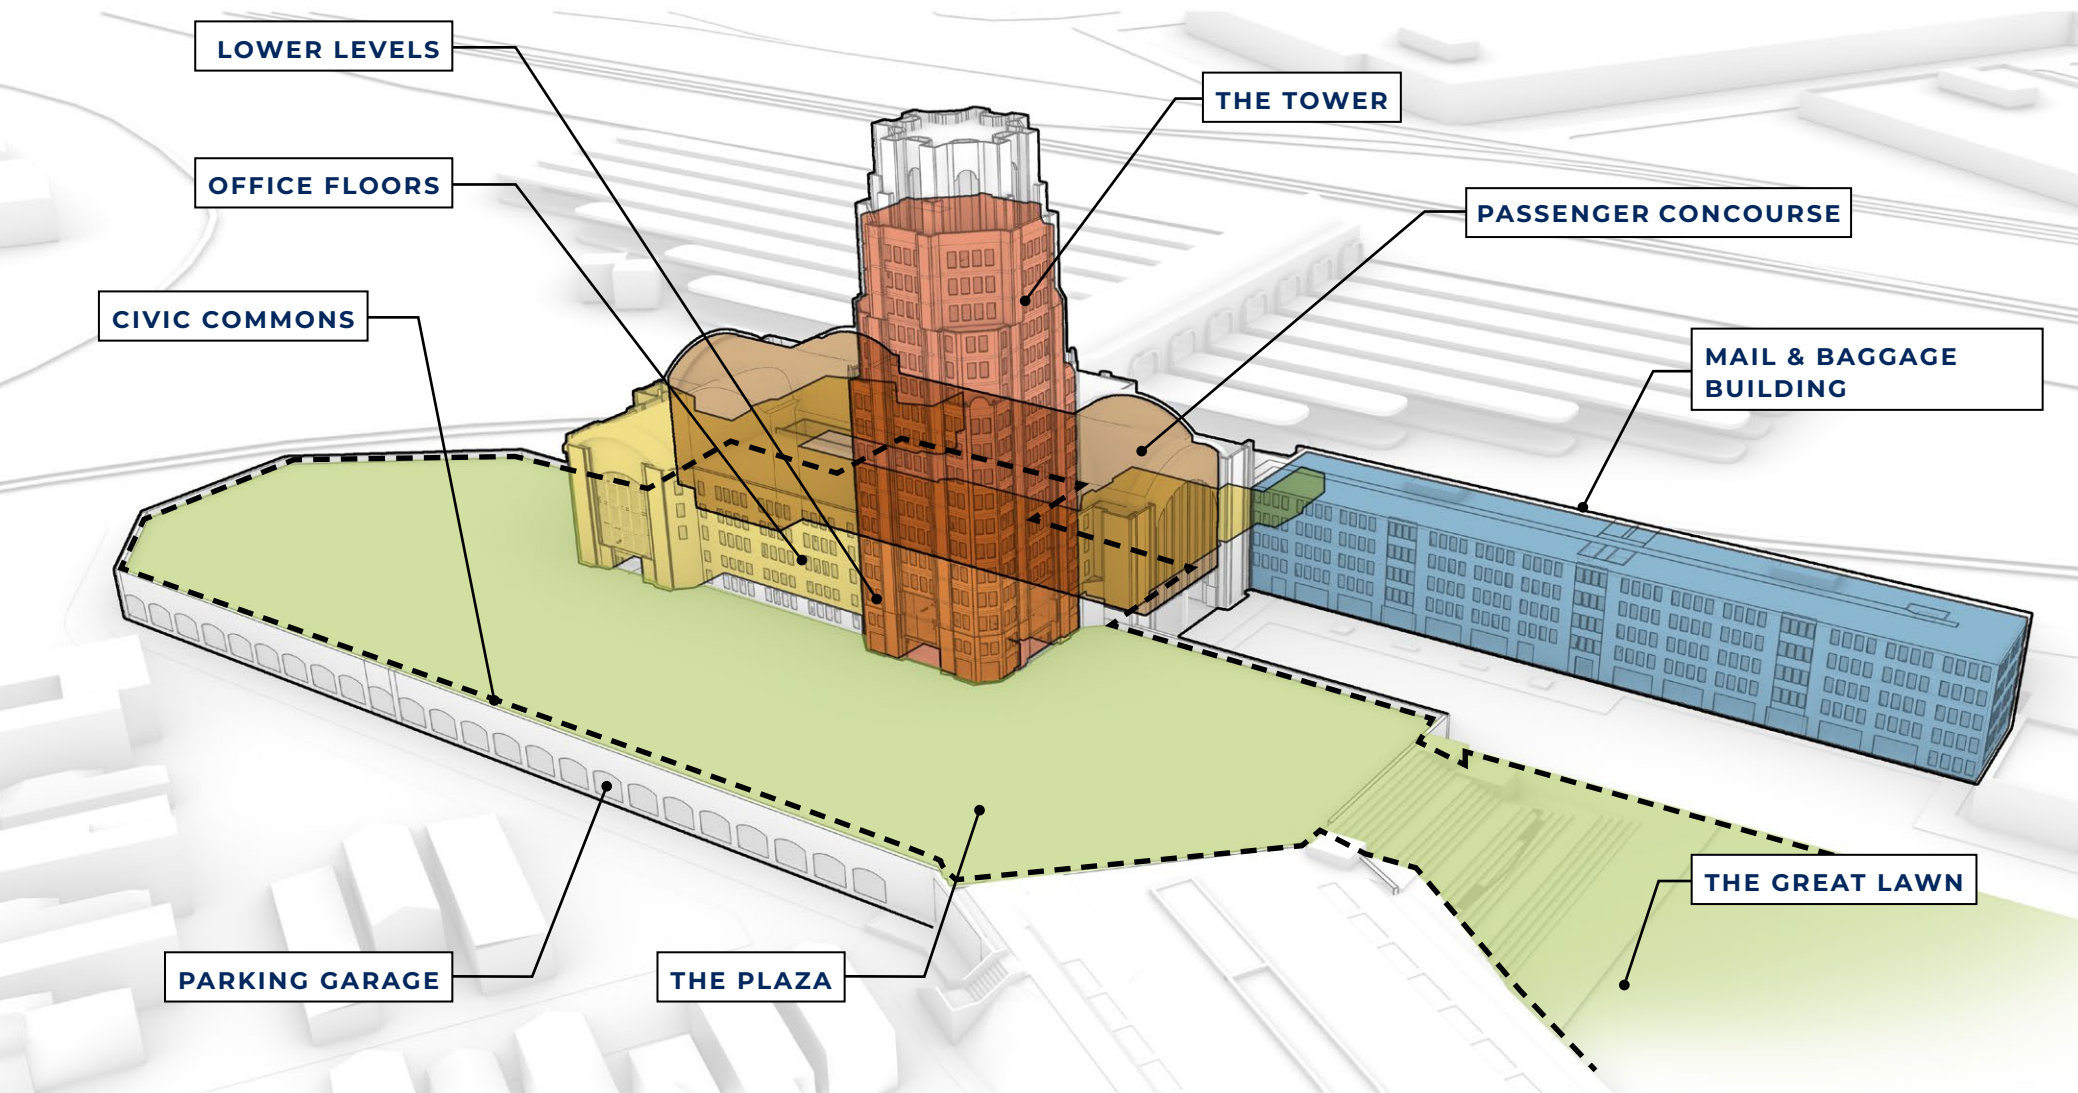 LOWER LEVELS
THE TOWER
OFFICE FLOORS
PASSENGER CONCOURSE
CIVIC COMMONS
MAIL & BAGGAGE
BUILDING
THE GREAT LAWN
PARKING GARAGE
THE PLAZA